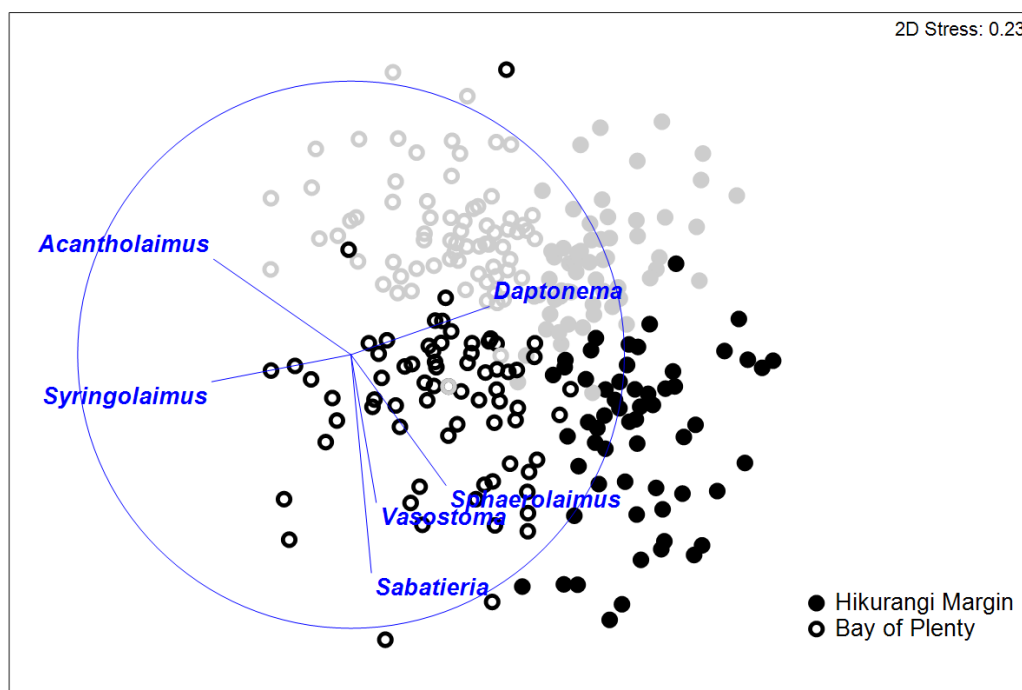 2D Stress: 0.23
Acantholaimus
Daptonema
Syringolaimus
Sphaerolaimus
Vasostoma
Sabatieria
Hikurangi Margin
Bay of Plenty